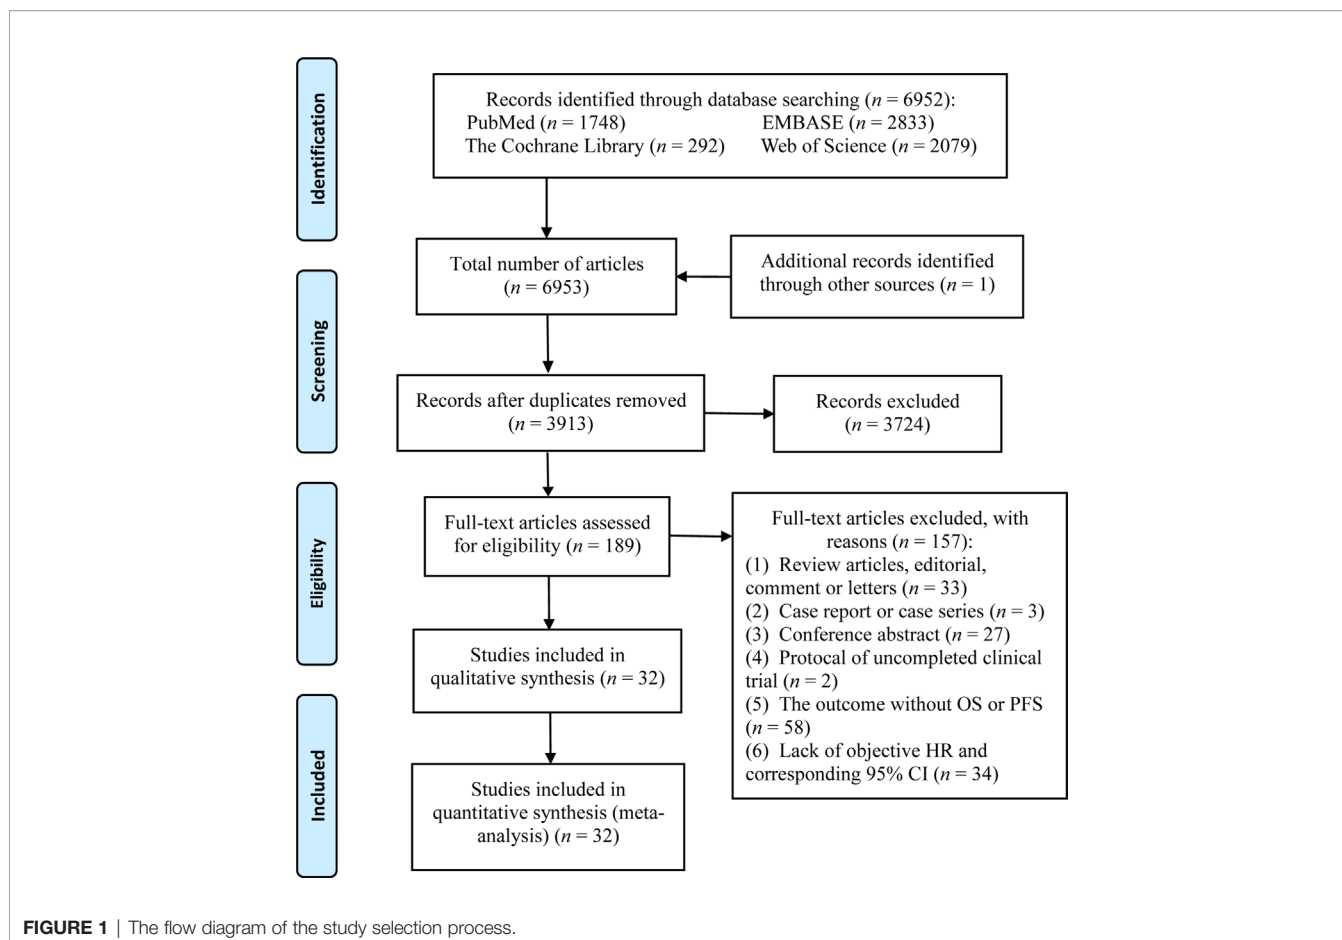 Identification
Records identified through database searching (n = 6952):
PubMed (n = 1748) EMBASE (n = 2833)
The Cochrane Library (n = 292) Web of Science (n = 2079)
Total number of articles
(n = 6953)
Additional records identified
through other sources (n = 1)
Screening
Records after duplicates removed
(n = 3913)
Records excluded
(n = 3724)
Eligibility
Full-text articles assessed
for eligibility (n = 189)
Full-text articles excluded, with
reasons (n = 157):
(1) Review articles, editorial,
comment or letters (n = 33)
(2) Case report or case series (n = 3)
(3) Conference abstract (n = 27)
(4) Protocal of uncompleted clinical
trial (n = 2)
(5) The outcome without OS or PFS
(n = 58)
(6) Lack of objective HR and
corresponding 95% CI (n = 34)
Studies included in
qualitative synthesis (n = 32)
Included
Studies included in
quantitative synthesis (meta-
analysis) (n = 32)
FIGURE 1 | The flow diagram of the study selection process.